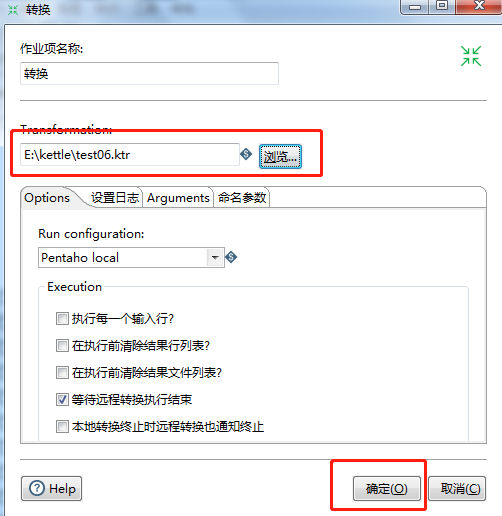 转换
作业项名称:
转换
Transformation:
E:\kettle\test06.ktr
浏览...
Options 设置日志 Arguments 命名参数
Run configuration:
Pentaho local
Execution
执行每一个输入行?
在执行前清除结果行列表?
在执行前清除结果文件列表?
等待远程转换执行结束
本地转换终止时远程转换也通知终止
Help 确定(O) 取消(C)